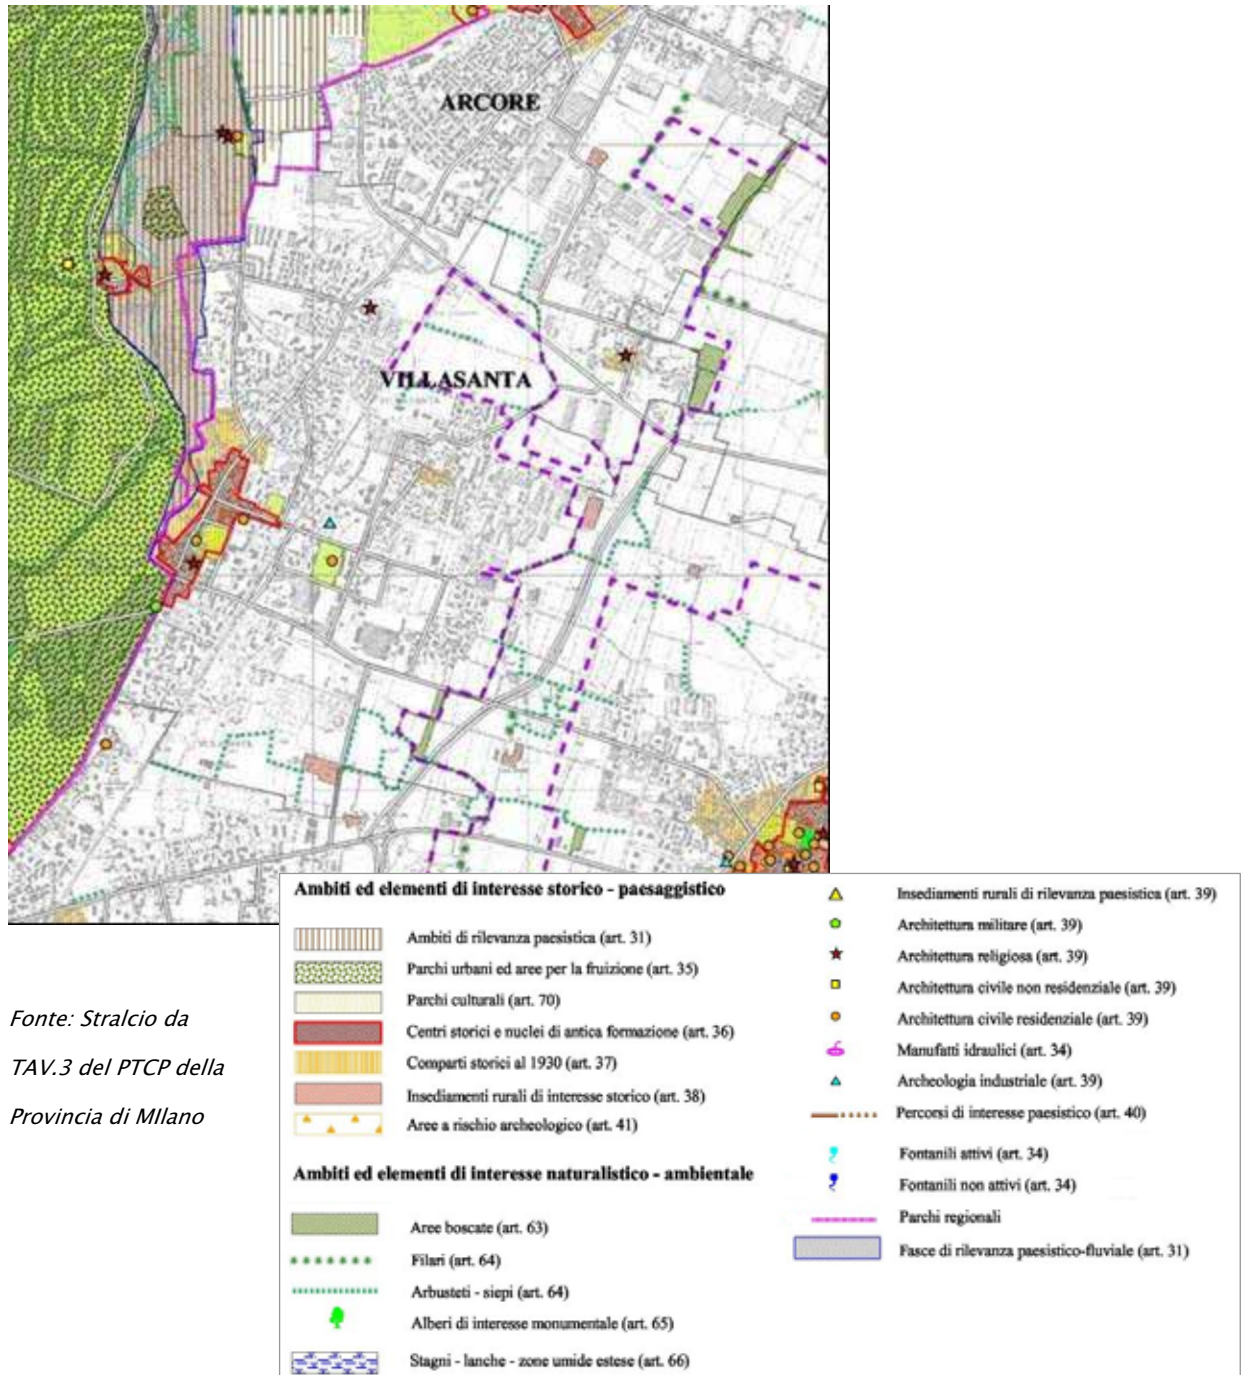 ARCORE
VILLASANTA
Fonte: Stralcio da
TAV.3 del PTCP della
Provincia di MIlano
Ambiti ed elementi di interesse storico - paesaggistico
Ambiti di rilevanza paesistica (art. 31)
Parchi urbani ed aree per la fruizione (art. 35)
Parchi culturali (art. 70)
Centri storici e nuclei di antica formazione (art. 36)
Comparti storici al 1930 (art. 37)
Insediamenti rurali di interesse storico (art. 38)
Aree a rischio archeologico (art. 41)
Ambiti ed elementi di interesse naturalistico - ambientale
Aree boscate (art. 63)
Filari (art. 64)
Arbusteti - siepi (art. 64)
Alberi di interesse monumentale (art. 65)
Stagni - lanche - zone umide estese (art. 66)
Insediamenti rurali di rilevanza paesistica (art. 39)
Architettura militare (art. 39)
Architettura religiosa (art. 39)
Architettura civile non residenziale (art. 39)
Architettura civile residenziale (art. 39)
Manufatti idraulici (art. 34)
Archeologia industriale (art. 39)
Percorsi di interesse paesistico (art. 40)
Fontanili attivi (art. 34)
Fontanili non attivi (art. 34)
Parchi regionali
Fasce di rilevanza paesistico-fluviale (art. 31)